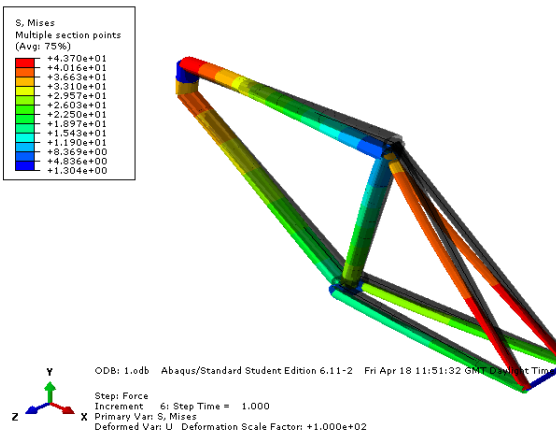 S, Mises
Multiple section points
(Avg: 75%)
+4.370e+01
+4.016e+01
+3.663e+01
+3.310e+01
+2.957e+01
+2.603e+01
+2.250e+01
+1.897e+01
+1.543e+01
+1.190e+01
+8.369e+00
+4.836e+00
+1.304e+00
ODB: 1.odb Abaqus/Standard Student Edition 6.11-2 Fri Apr 18 11:51:32 GMT Daylight Time
Y
Z
X
Step: Force
Increment 6: Step Time = 1.000
Primary Var: S, Mises
Deformed Var: U Deformation Scale Factor: +1.000e+02